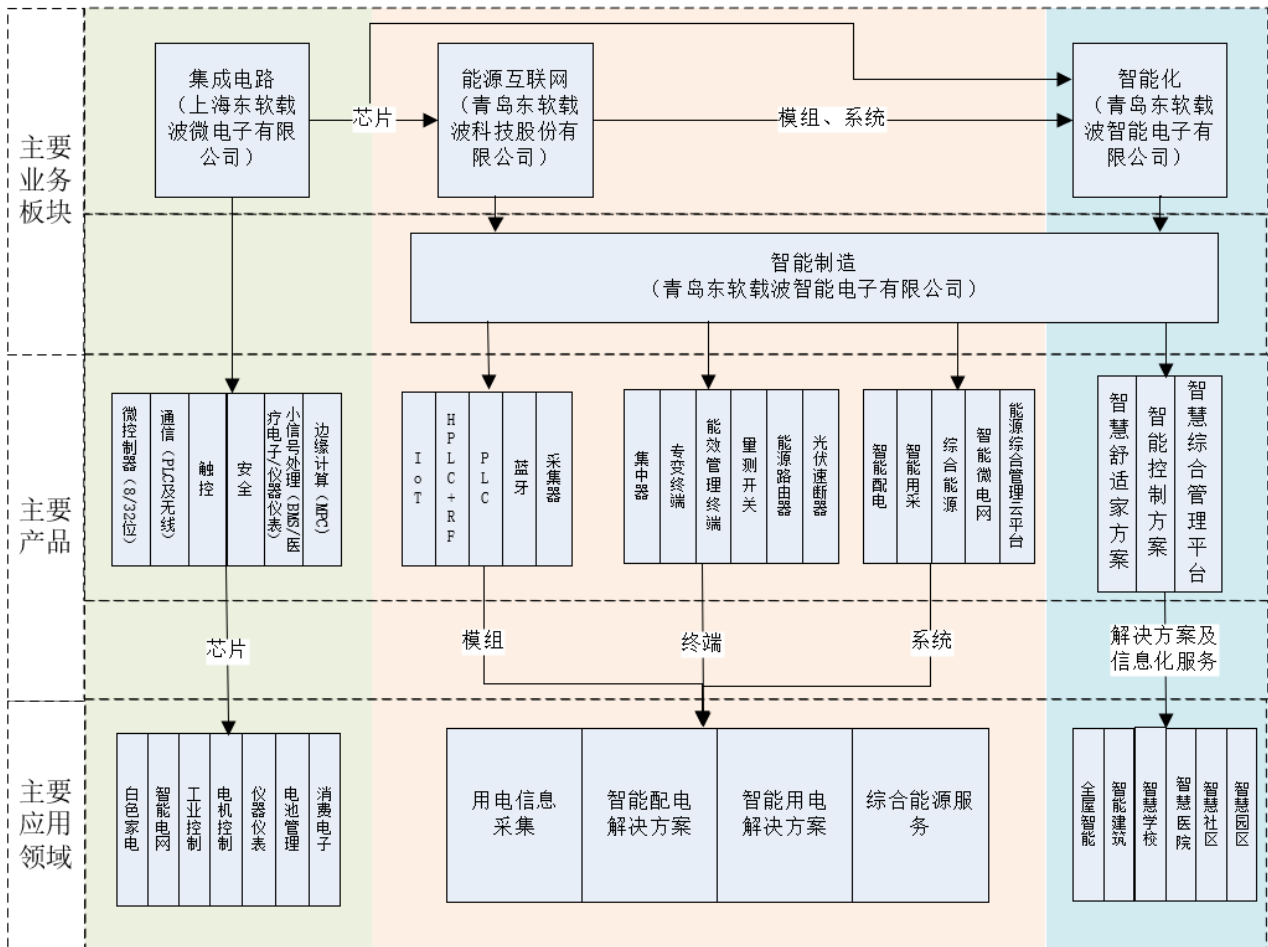 主要
业务
板块
集成电路
（上海东软载
波微电子有限
公司）
芯片
能源互联网
（青岛东软载
波科技股份有
限公司）
模组、系统
智能化
（青岛东软载
波智能电子有
限公司）
智能制造
（青岛东软载波智能电子有限公司）
主要
产品
微控制器（8/32位）
通信（PLC及无线）
触控
安全
小信号处理（BMS/医
疗电子/仪器仪表）
边缘计算（NPC）
IoT
HPLC+RF
PLC
蓝牙
采集器
集中器
专变终端
能效管理终端
量测开关
能源路由器
光伏速断器
智能配电
智能用采
综合能源
智能微电网
能源综合管理云平台
智慧舒适家方案
智能控制方案
智慧综合管理平台
芯片
模组
终端
系统
解决方案及
信息化服务
主要
应用
领域
白色家电
智能电网
工业控制
电机控制
仪器仪表
电池管理
消费电子
用电信息
采集
智能配电
解决方案
智能用电
解决方案
综合能源服
务
全屋智能
智能建筑
智慧学校
智慧医院
智慧社区
智慧园区